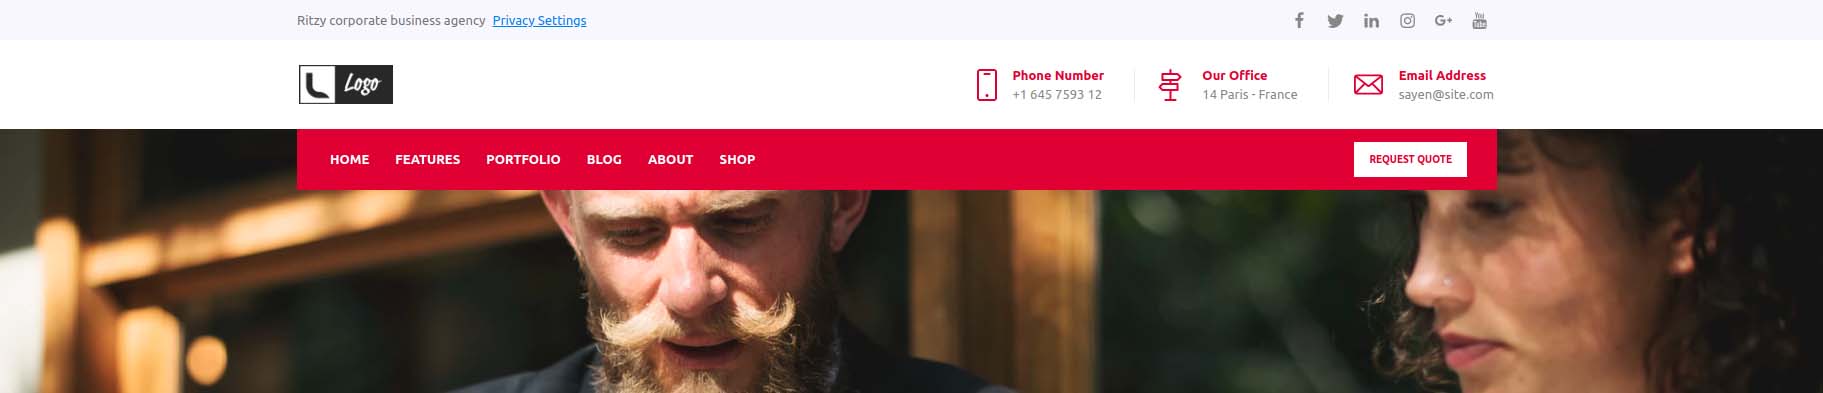 Ritzy corporate business agency Privacy Settings
Logo
Phone Number
+1 645 7593 12
Our Office
14 Paris - France
Email Address
sayen@site.com
HOME FEATURES PORTFOLIO BLOG ABOUT SHOP
REQUEST QUOTE